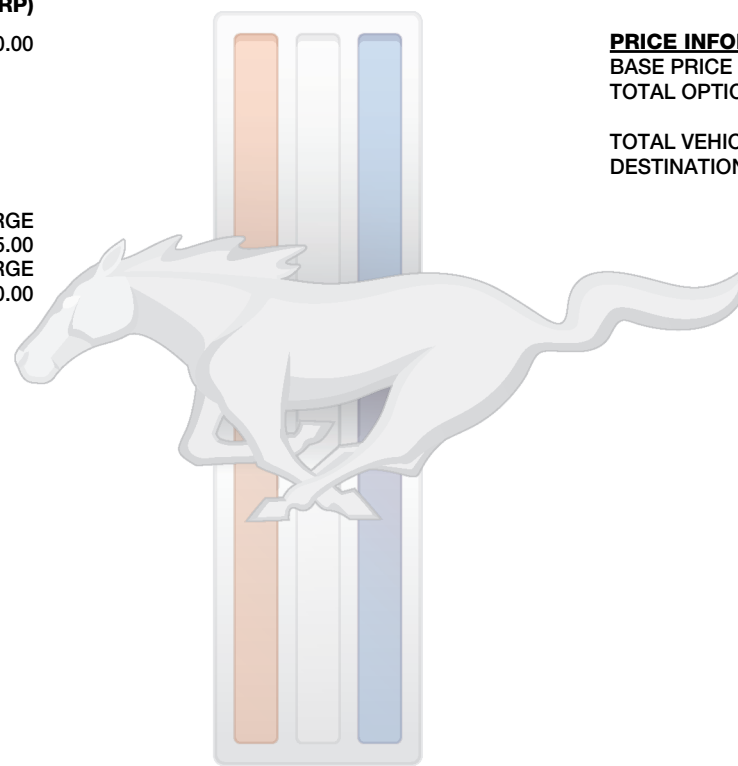 RP)
0.00
RGE
5.00
RGE
0.00
PRICE INFO
BASE PRICE
TOTAL OPTIO
TOTAL VEHIC
DESTINATION